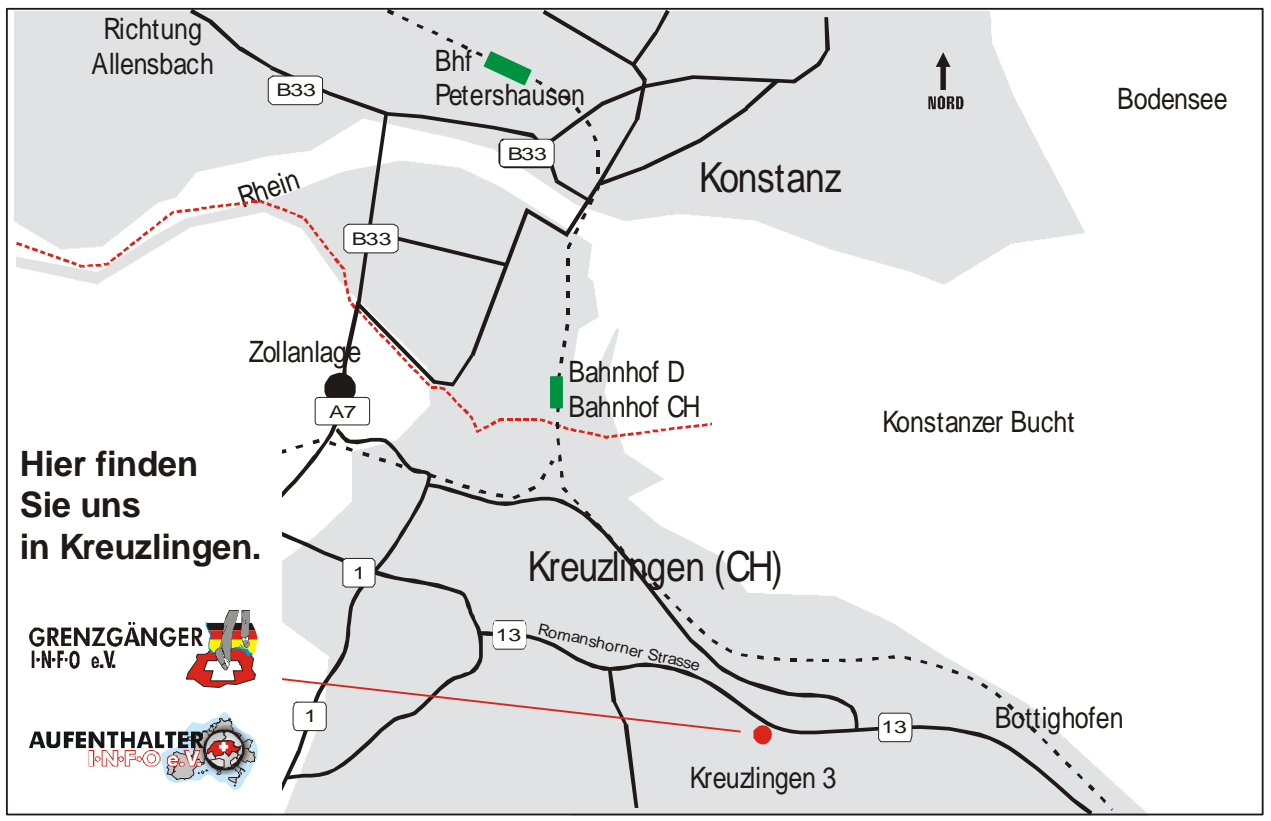 Richtung
Allensbach
Bhf
Petershausen
B33
B33
NORD
Bodensee
Konstanz
Rhein
B33
Zollanlage
A7
Bahnhof D
Bahnhof CH
Konstanzer Bucht
Hier finden
Sie uns
in Kreuzlingen.
Kreuzlingen (CH)
1
13
Romanshorner Strasse
GRENZGÄNGER
I·N·F·O e.V.
1
13
Bottighofen
AUFENTHALTER
I·N·F·O e.V.
Kreuzlingen 3